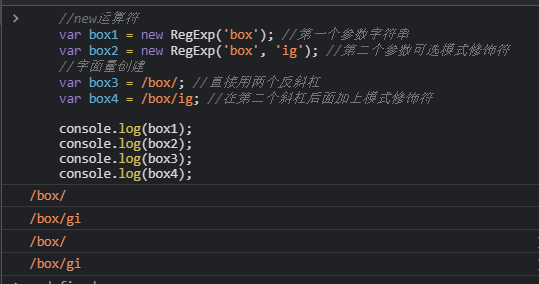 > //new运算符
var box1 = new RegExp('box'); //第一个参数字符串
var box2 = new RegExp('box', 'ig'); //第二个参数可选模式修饰符
//字面量创建
var box3 = /box/; //直接用两个反斜杠
var box4 = /box/ig; //在第二个斜杠后面加上模式修饰符
console.log(box1);
console.log(box2);
console.log(box3);
console.log(box4);
/box/
/box/gi
/box/
/box/gi